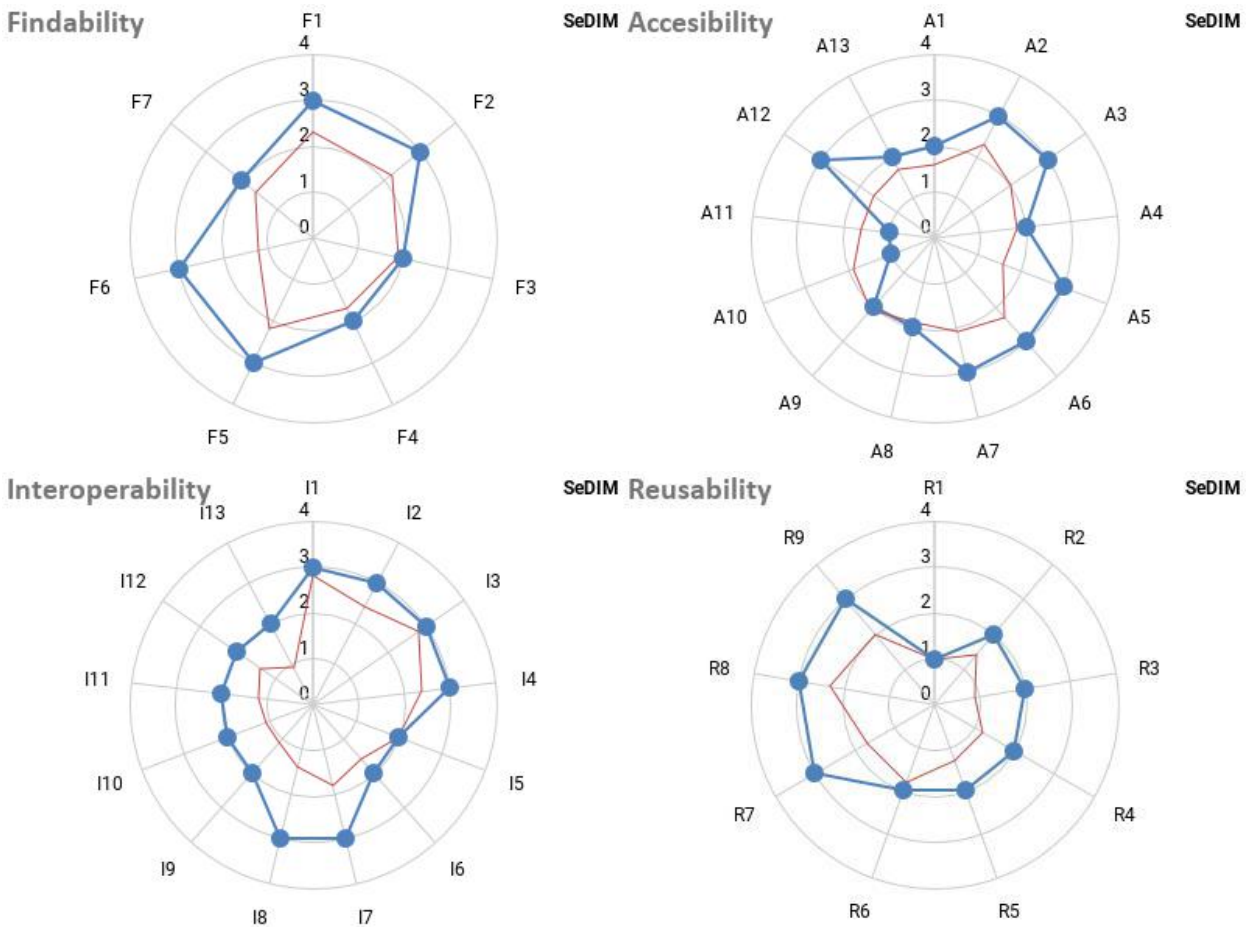 Findability
SeDIM
F1
4
3
2
1
0
F2
F3
F4
F5
F6
F7
Accesibility
SeDIM
A1
4
3
2
1
0
A2
A3
A4
A5
A6
A7
A8
A9
A10
A11
A12
A13
Interoperability
SeDIM
I1
4
3
2
1
0
I2
I3
I4
I5
I6
I7
I8
I9
I10
I11
I12
I13
Reusability
SeDIM
R1
4
3
2
1
0
R2
R3
R4
R5
R6
R7
R8
R9